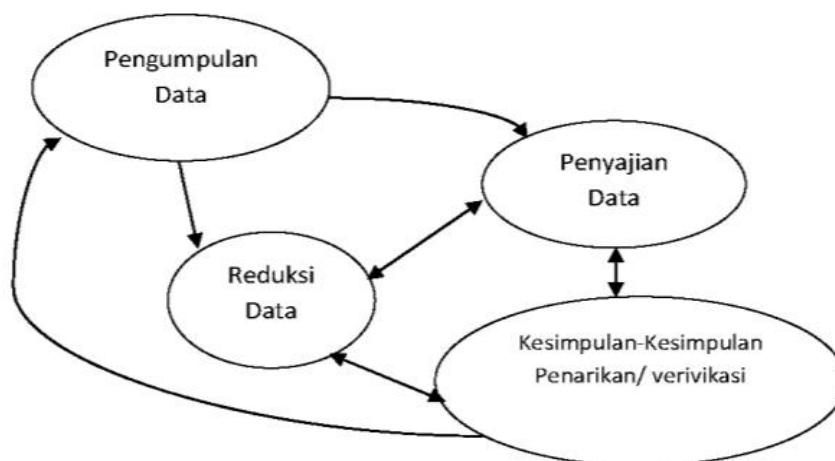 Pengumpulan
Data
Penyajian
Data
Reduksi
Data
Kesimpulan-Kesimpulan
Penarikan/ verivikasi